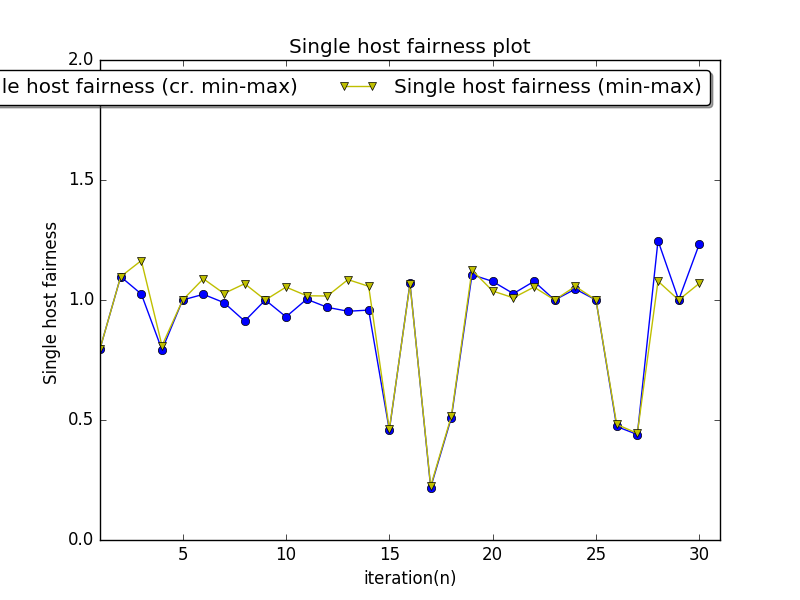 Single host fairness plot
le host fairness (cr. min-max)
Single host fairness (min-max)
2.0
1.5
1.0
0.5
0.0
Single host fairness
5 10 15 20 25 30
iteration(n)